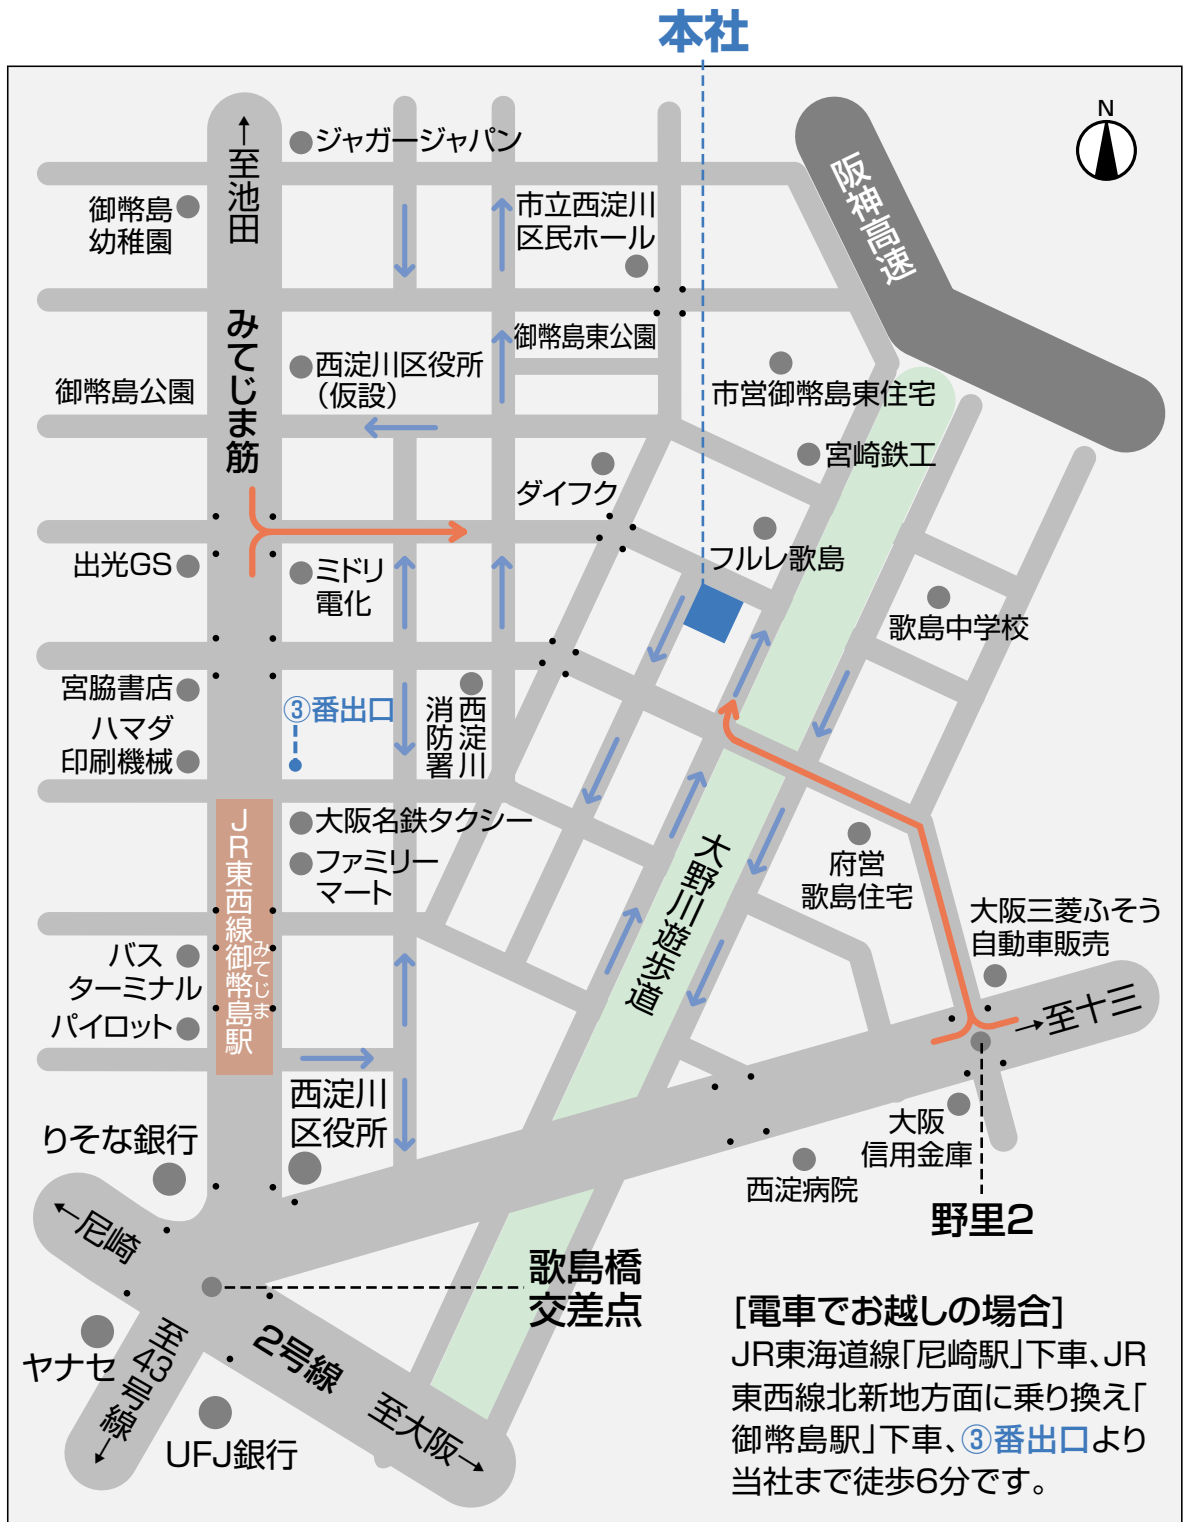 本社
N
←至池田
ジャガージャパン
阪神高速
御幣島
幼稚園
市立西淀川
区民ホール
みてじま筋
御幣島東公園
西淀川区役所
（仮設）
御幣島公園
市営御幣島東住宅
宮崎鉄工
ダイフク
出光GS
ミドリ
電化
フルレ歌島
歌島中学校
宮脇書店
ハマダ
印刷機械
③番出口
西淀川
消防署
JR東西線御幣島駅
みてじま
大阪名鉄タクシー
ファミリー
マート
大野川遊歩道
府営
歌島住宅
大阪三菱ふそう
自動車販売
バス
ターミナル
パイロット
→至十三
西淀川
区役所
りそな銀行
大阪
信用金庫
西淀病院
野里2
←尼崎
歌島橋
交差点
ヤナセ
至43号線→
2号線
至大阪→
UFJ銀行
[電車でお越しの場合]
JR東海道線「尼崎駅」下車、JR
東西線北新地方面に乗り換え「
御幣島駅」下車、③番出口より
当社まで徒歩6分です。